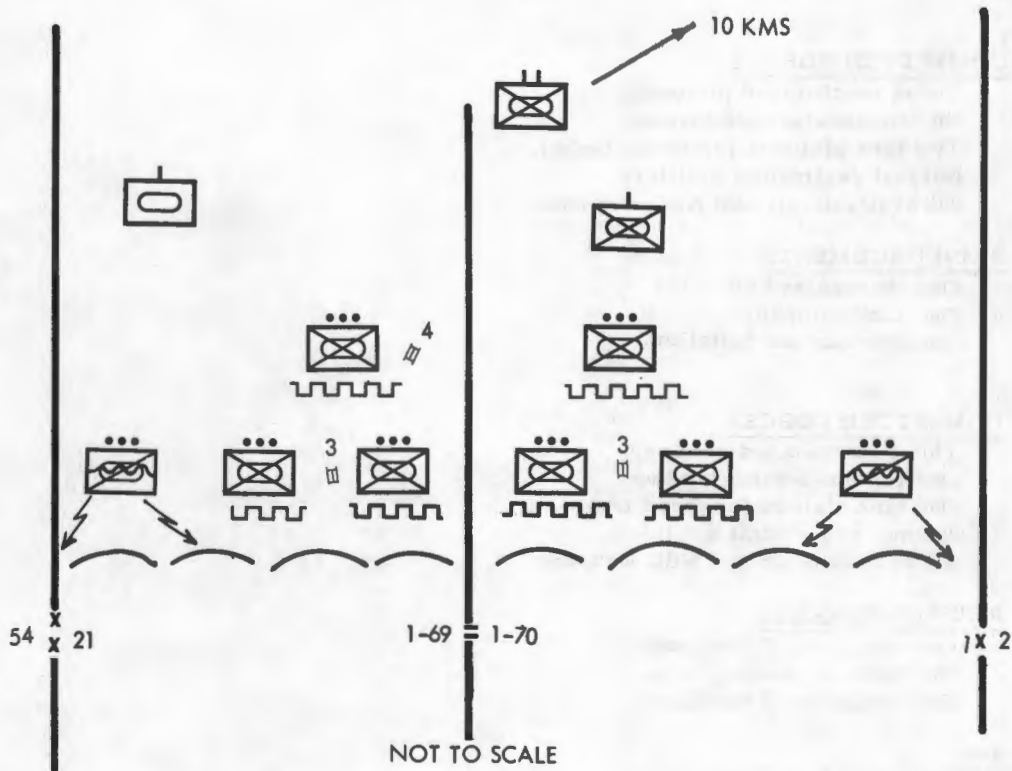 10 KMS
4
3
3
54 x x 21
1-69 1-70
1 x 2
NOT TO SCALE